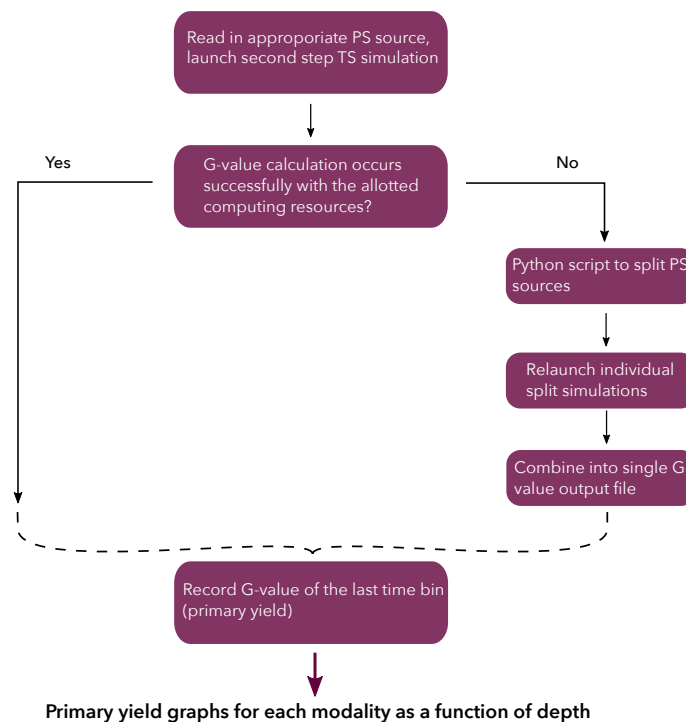 Read in approporiate PS source,
launch second step TS simulation
Yes
G-value calculation occurs
successfully with the allotted
computing resources?
No
Python script to split PS
sources
Relaunch individual
split simulations
Combine into single G
value output file
Record G-value of the last time bin
(primary yield)
Primary yield graphs for each modality as a function of depth